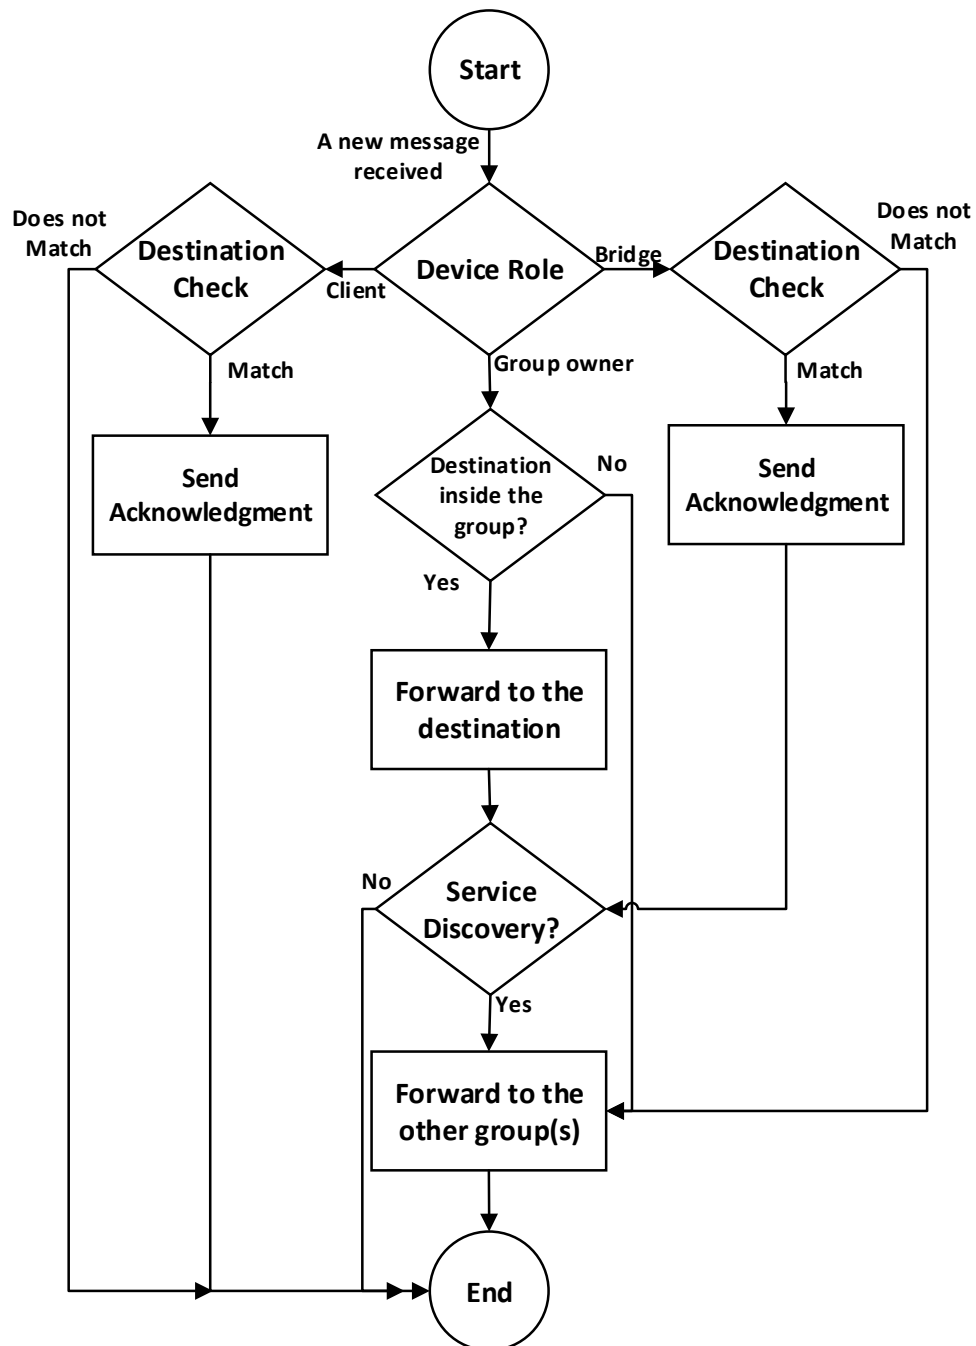 Start
A new message
received
Does not
Match
Destination
Check
Client
Device Role
Bridge
Destination
Check
Does not
Match
Match
Group owner
Match
Send
Acknowledgment
Destination
inside the
group?
No
Send
Acknowledgment
Yes
Forward to the
destination
No
Service
Discovery?
Yes
Forward to the
other group(s)
End